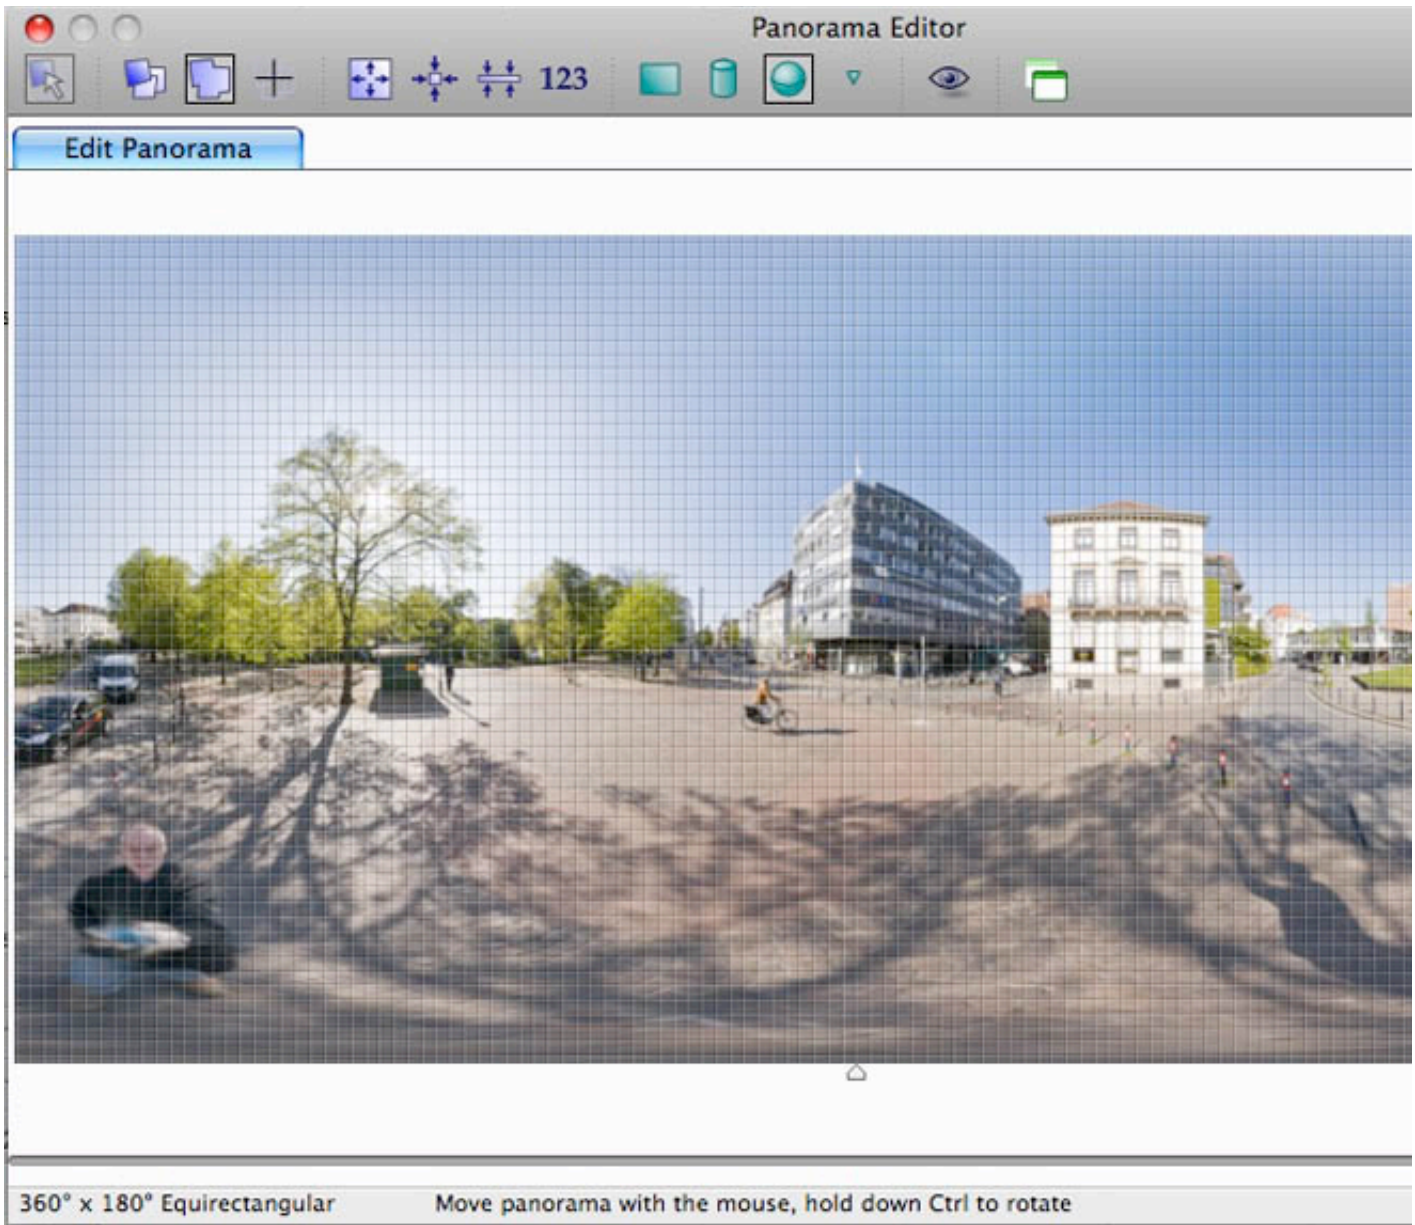 Panorama Editor
123
Edit Panorama
360° x 180° Equirectangular
Move panorama with the mouse, hold down Ctrl to rotate